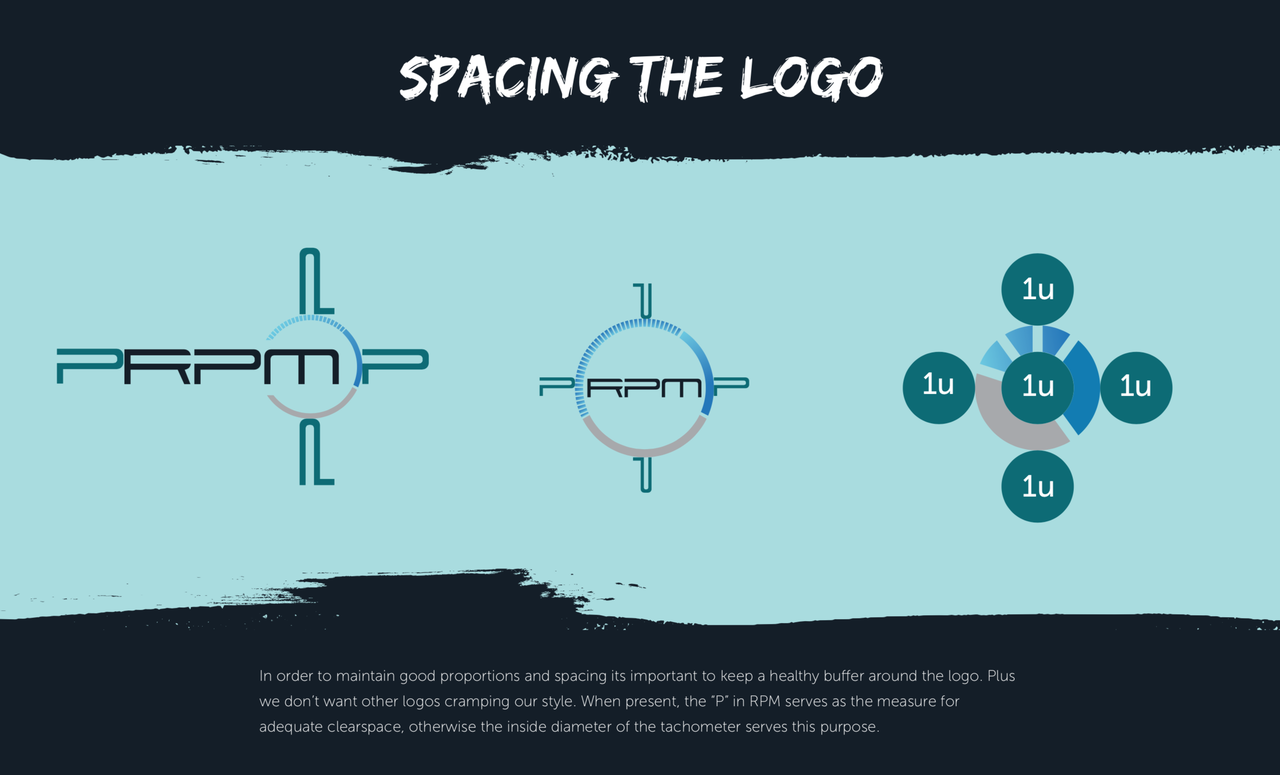 SPACING THE LOGO
P
PRPMP
P
P
PRPMP
P
1u
1u 1u 1u
1u
In order to maintain good proportions and spacing its important to keep a healthy buffer around the logo. Plus
we don’t want other logos cramping our style. When present, the “P” in RPM serves as the measure for
adequate clearspace, otherwise the inside diameter of the tachometer serves this purpose.